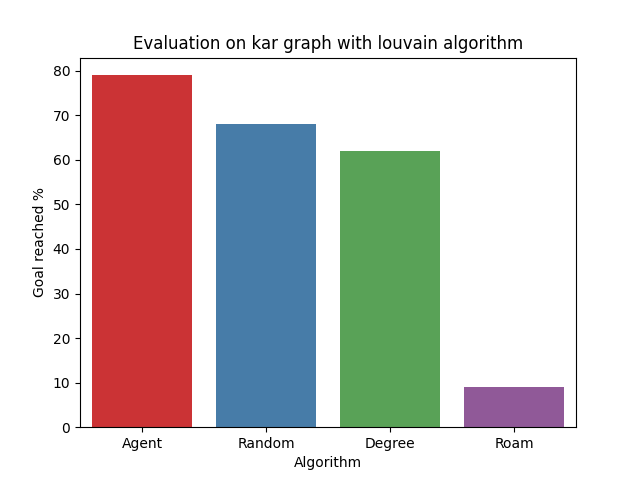 Evaluation on kar graph with louvain algorithm
80
70
60
50
40
30
20
10
0
Goal reached %
Agent
Random
Degree
Roam
Algorithm